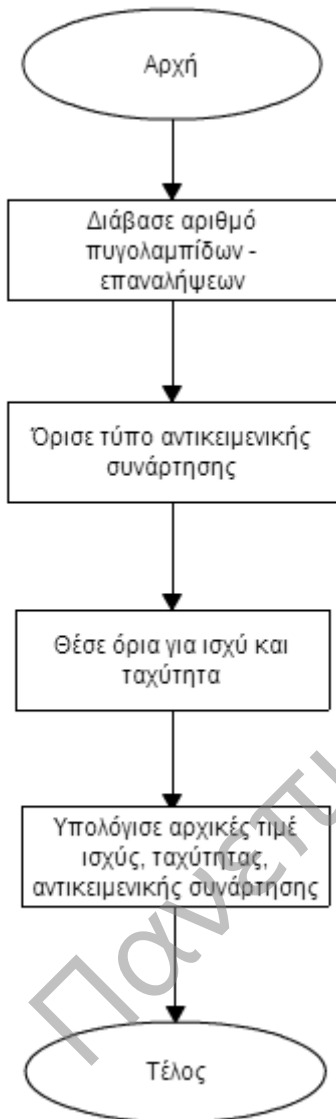 Αρχή
Διάβασε αριθμό
πυγολαμπίδων -
επαναλήψεων
Όρισε τύπο αντικειμενικής
συνάρτησης
Θέσε όρια για ισχύ και
ταχύτητα
Υπολόγισε αρχικές τιμέ
ισχύς, ταχύτητας,
αντικειμενικής συνάρτησης
Τέλος